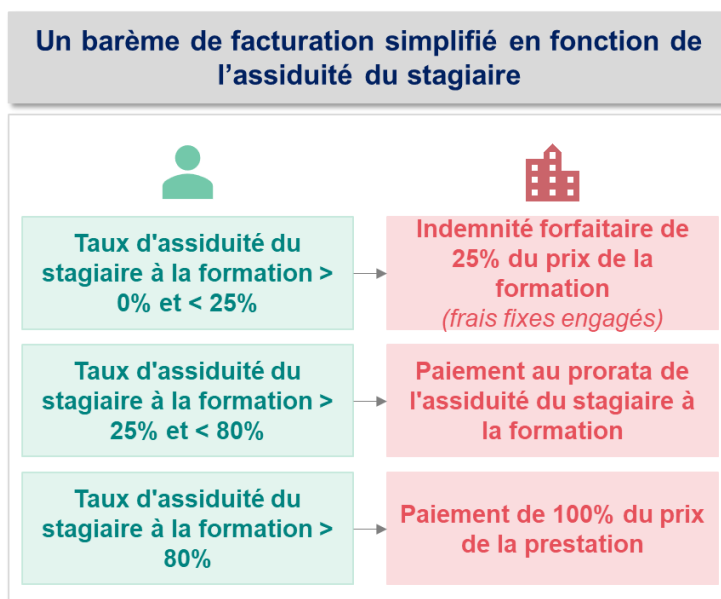 Un barème de facturation simplifié en fonction de
l’assiduité du stagiaire
Taux d'assiduité du
stagiaire à la formation >
0% et < 25%
Indemnité forfaitaire de
25% du prix de la
formation
(frais fixes engagés)
Taux d'assiduité du
stagiaire à la formation >
25% et < 80%
Paiement au prorata de
l'assiduité du stagiaire à
la formation
Taux d'assiduité du
stagiaire à la formation >
80%
Paiement de 100% du prix
de la prestation